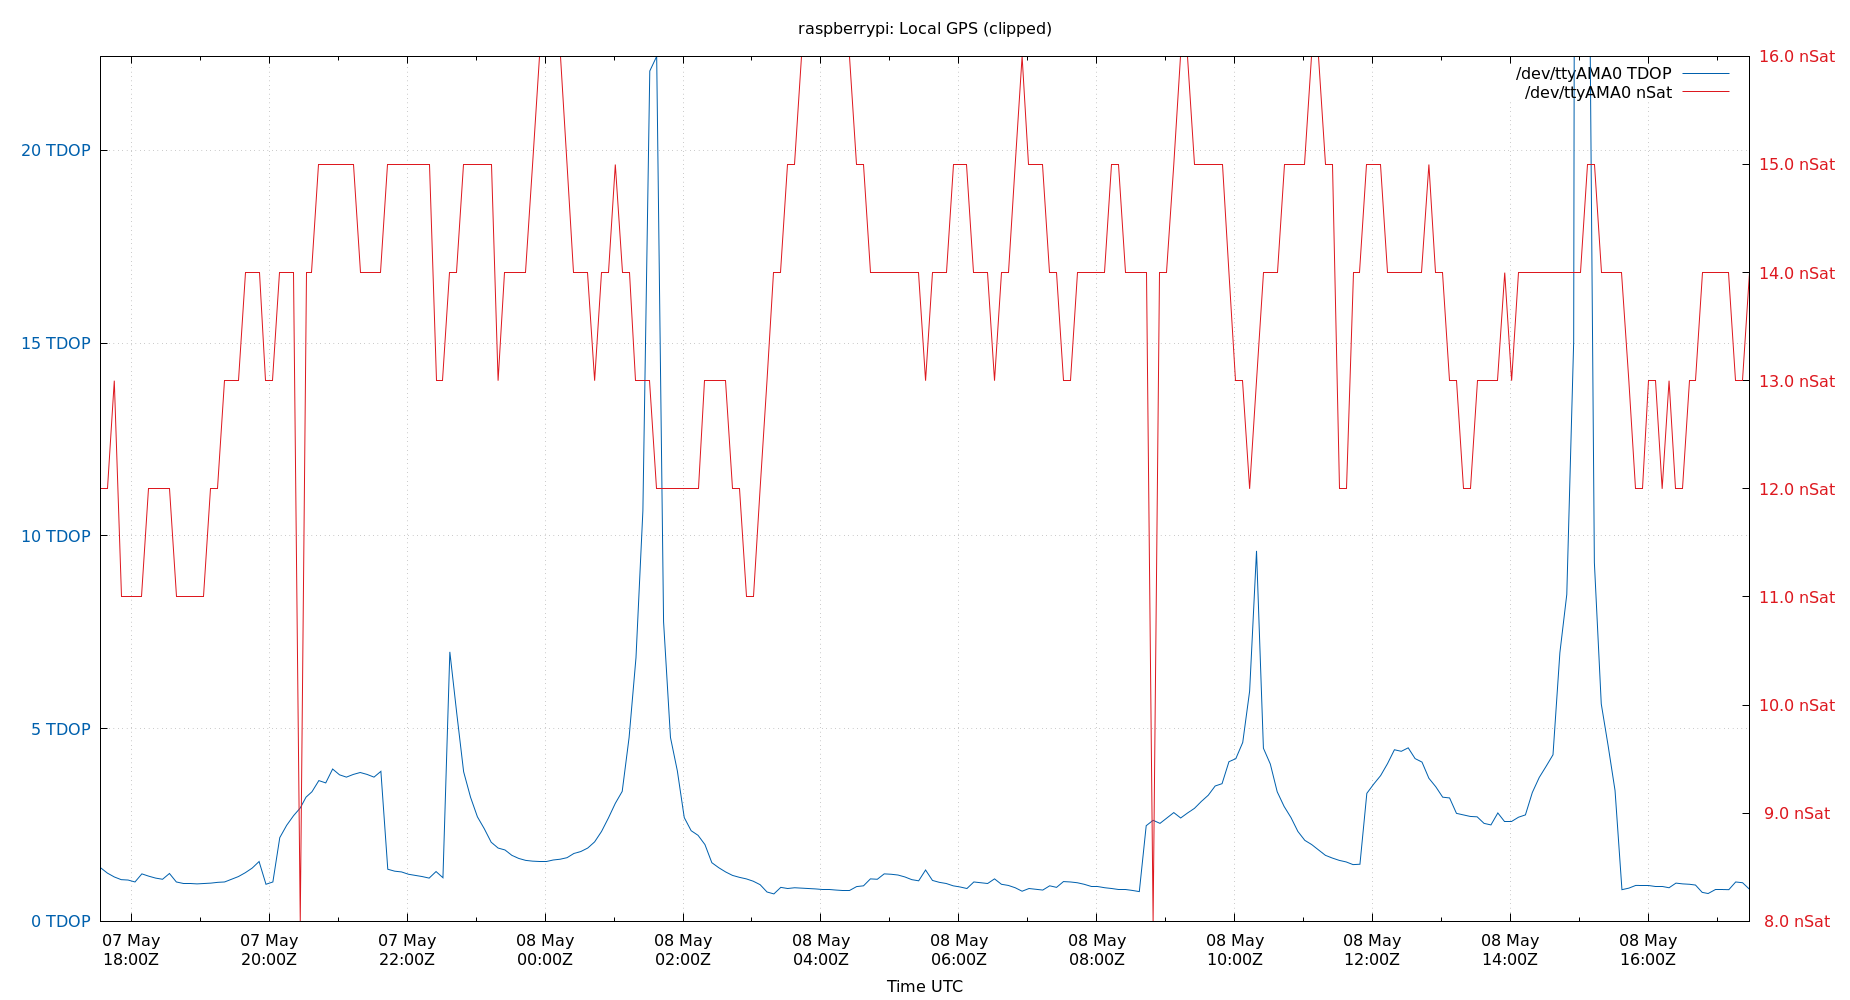 raspberrypi: Local GPS (clipped)
/dev/ttyAMA0 TDOP
/dev/ttyAMA0 nSat
20 TDOP
15 TDOP
10 TDOP
5 TDOP
0 TDOP
16.0 nSat
15.0 nSat
14.0 nSat
13.0 nSat
12.0 nSat
11.0 nSat
10.0 nSat
9.0 nSat
8.0 nSat
07 May
18:00Z
07 May
20:00Z
07 May
22:00Z
08 May
00:00Z
08 May
02:00Z
08 May
04:00Z
08 May
06:00Z
08 May
08:00Z
08 May
10:00Z
08 May
12:00Z
08 May
14:00Z
08 May
16:00Z
Time UTC